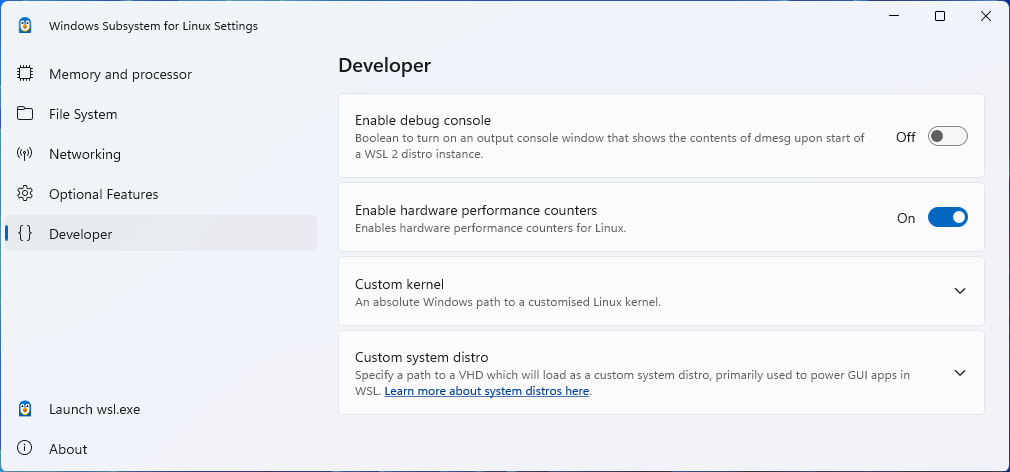 Windows Subsystem for Linux Settings
Memory and processor
File System
Networking
Optional Features
Developer
Launch wsl.exe
About
Developer
Enable debug console
Boolean to turn on an output console window that shows the contents of dmesg upon start of
a WSL 2 distro instance.
Off
Enable hardware performance counters
Enables hardware performance counters for Linux.
On
Custom kernel
An absolute Windows path to a customised Linux kernel.
Custom system distro
Specify a path to a VHD which will load as a custom system distro, primarily used to power GUI apps in
WSL. Learn more about system distros here.